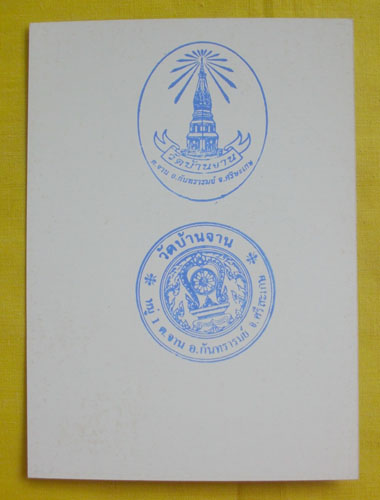 วัดบ้านจาน
ต.จาน อ.กันทรารมย์ จ.ศรีษะเกษ
วัดบ้านจาน
หมู่ ๖ ต.จาน อ.กันทรารมย์ จ.ศรีสะเกษ